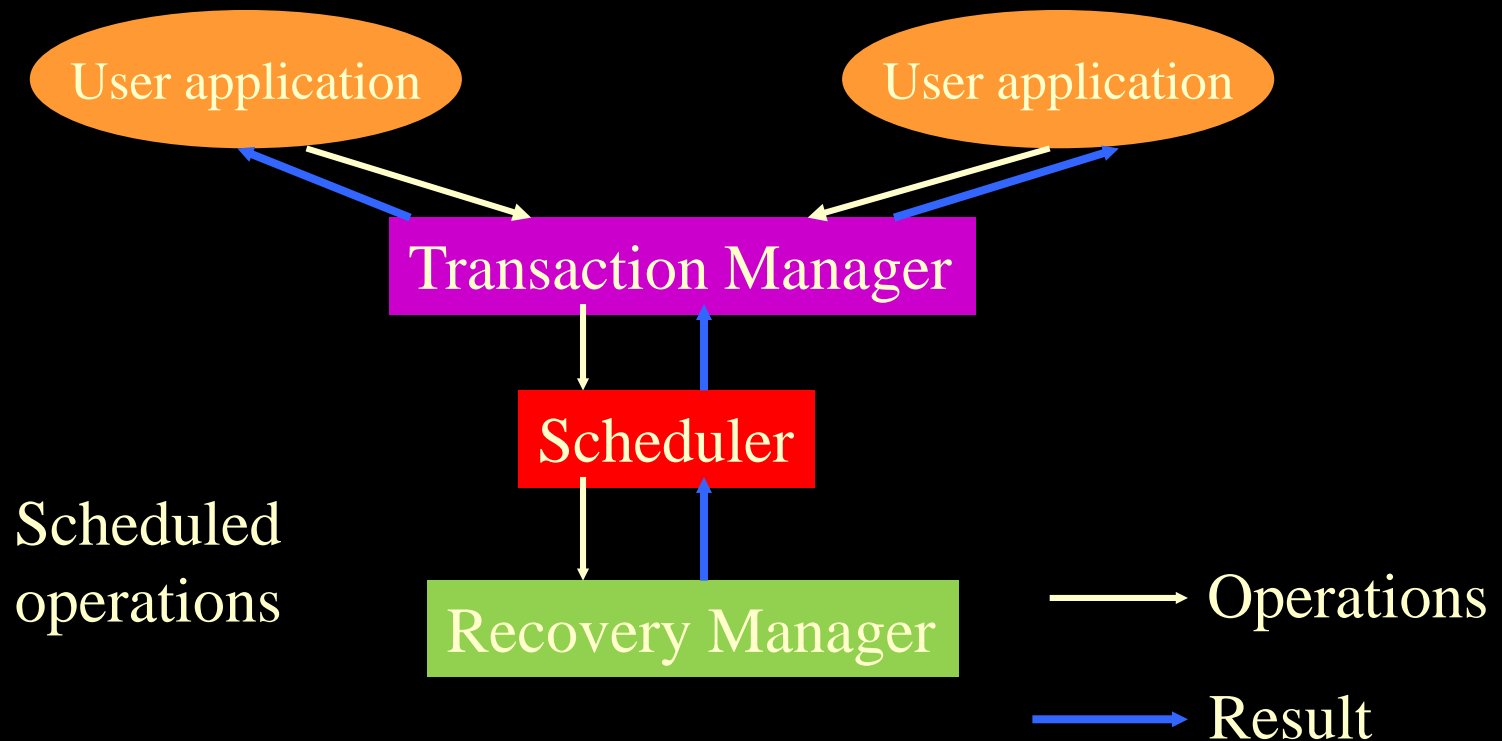 User application
User application
Transaction Manager
Scheduler
Scheduled
operations
Recovery Manager
Operations
Result